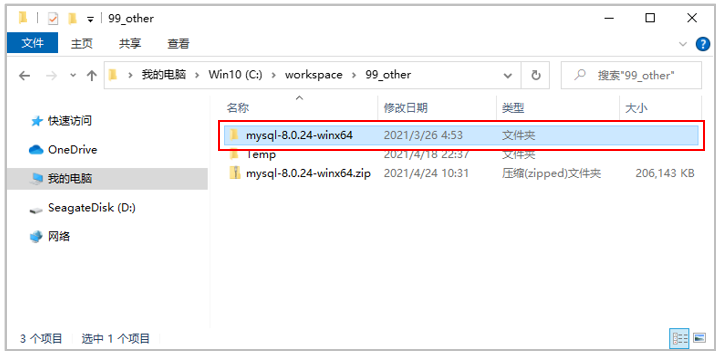 99_other
文件 主页 共享 查看
我的电脑 Win10 (C:) workspace 99_other 搜索"99_other"
名称 修改日期 类型 大小
快速访问
OneDrive
我的电脑
SeagateDisk (D:)
网络
mysql-8.0.24-winx64 2021/3/26 4:53 文件夹
Temp 2021/4/18 22:37 文件夹
mysql-8.0.24-winx64.zip 2021/4/24 10:31 压缩(zipped)文件夹 206,143 KB
3 个项目 选中 1 个项目